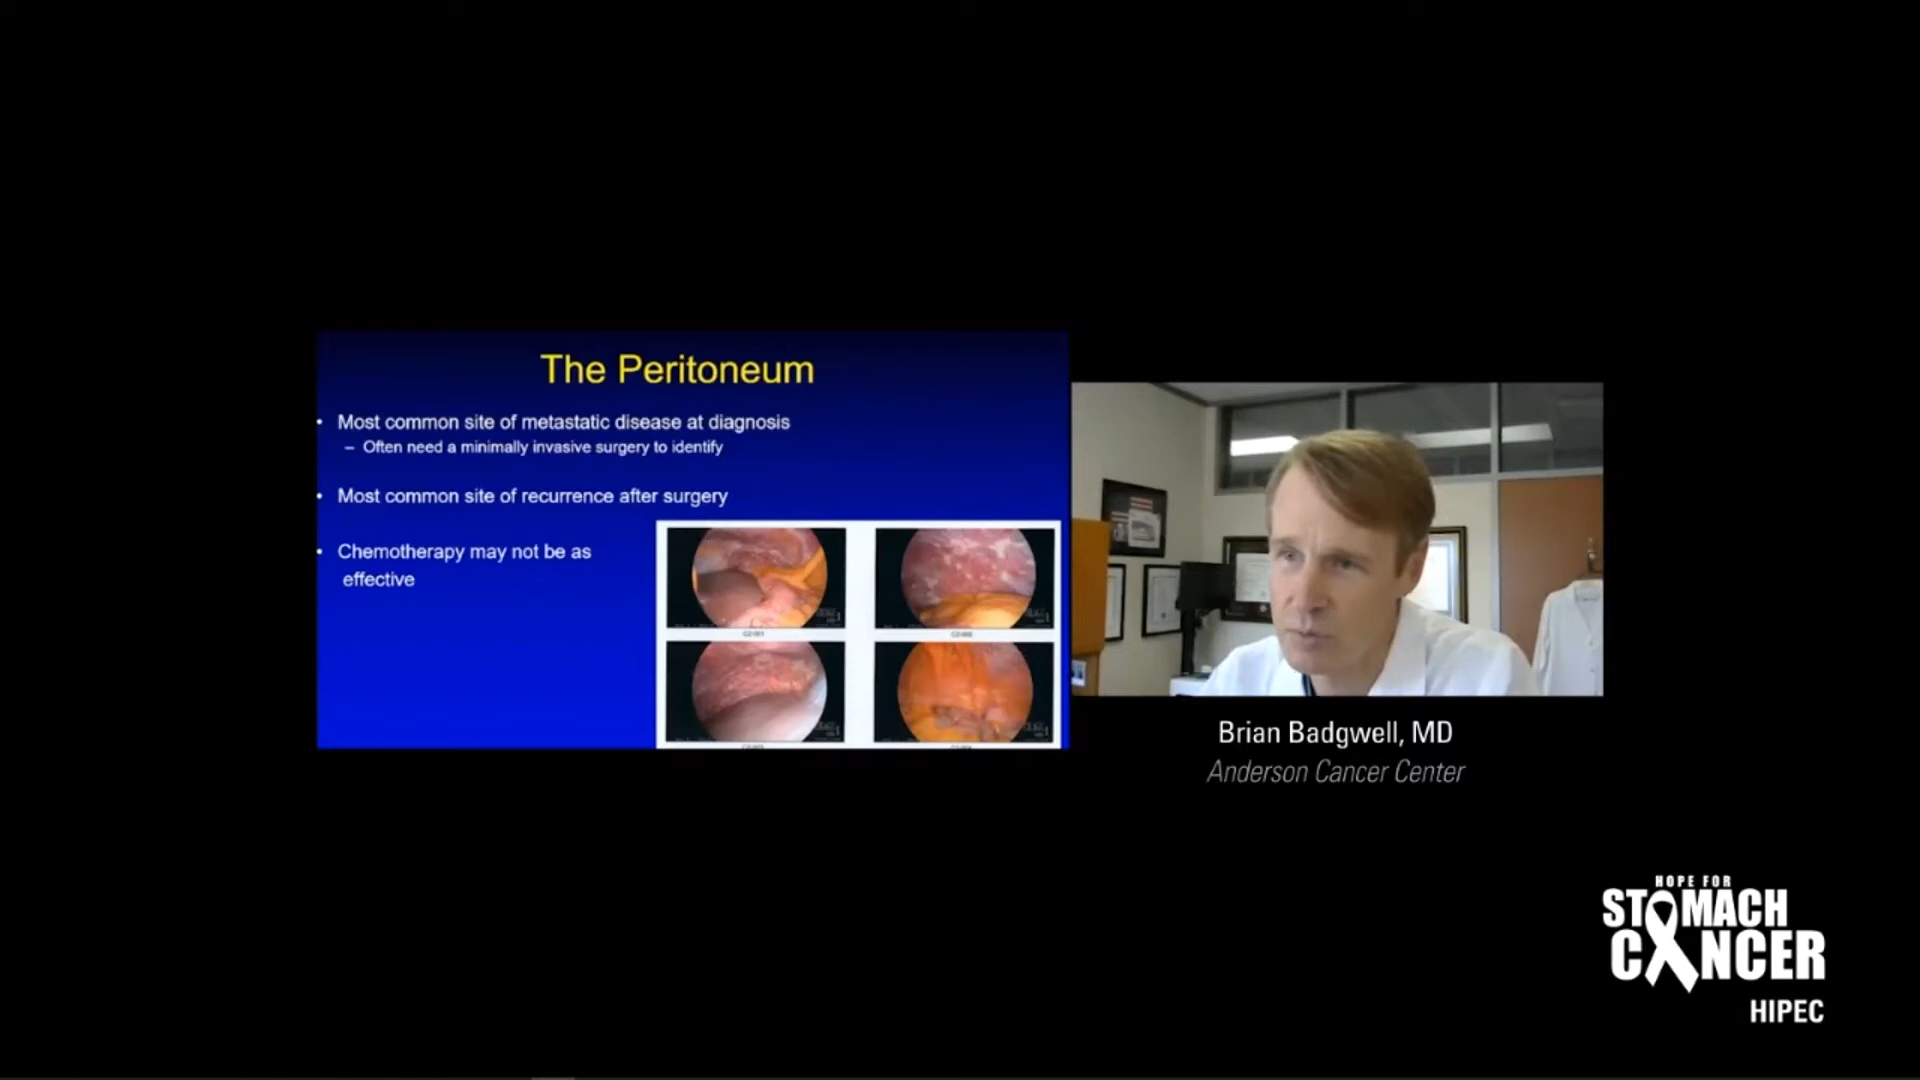 The Peritoneum
• Most common site of metastatic disease at diagnosis
– Often need a minimally invasive surgery to identify
• Most common site of recurrence after surgery
• Chemotherapy may not be as
effective
Brian Badgwell, MD
Anderson Cancer Center
HOPE FOR
STOMACH
CANCER
HIPEC